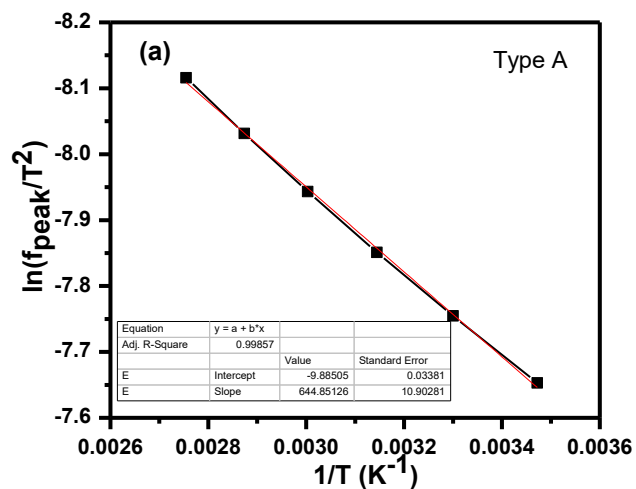 -8.2
(a)
Type A
-8.1
-8.0
-7.9
-7.8
-7.7
-7.6
ln(fpeak/T²)
Equation y = a + b*x
Adj. R-Square 0.99857
Value Standard Error
E Intercept -9.88505 0.03381
E Slope 644.85126 10.90281
0.0026 0.0028 0.0030 0.0032 0.0034 0.0036
1/T (K⁻¹)